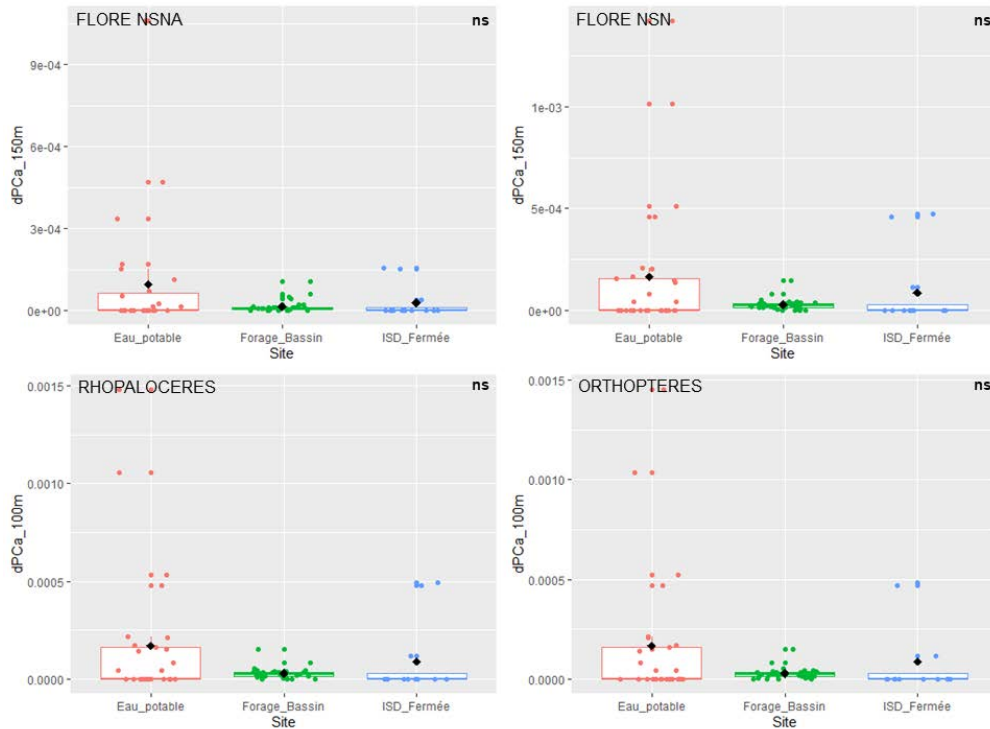 FLORE NSNA
ns
dPCa_150m
9e-04
6e-04
3e-04
0e+00
Eau_potable
Forage_Bassin
ISD_Fermée
Site
FLORE NSN
ns
dPCa_150m
1e-03
5e-04
0e+00
Eau_potable
Forage_Bassin
ISD_Fermée
Site
RHOPALOCERES
ns
dPCa_100m
0.0015
0.0010
0.0005
0.0000
Eau_potable
Forage_Bassin
ISD_Fermée
Site
ORTHOPTERES
ns
dPCa_100m
0.0015
0.0010
0.0005
0.0000
Eau_potable
Forage_Bassin
ISD_Fermée
Site